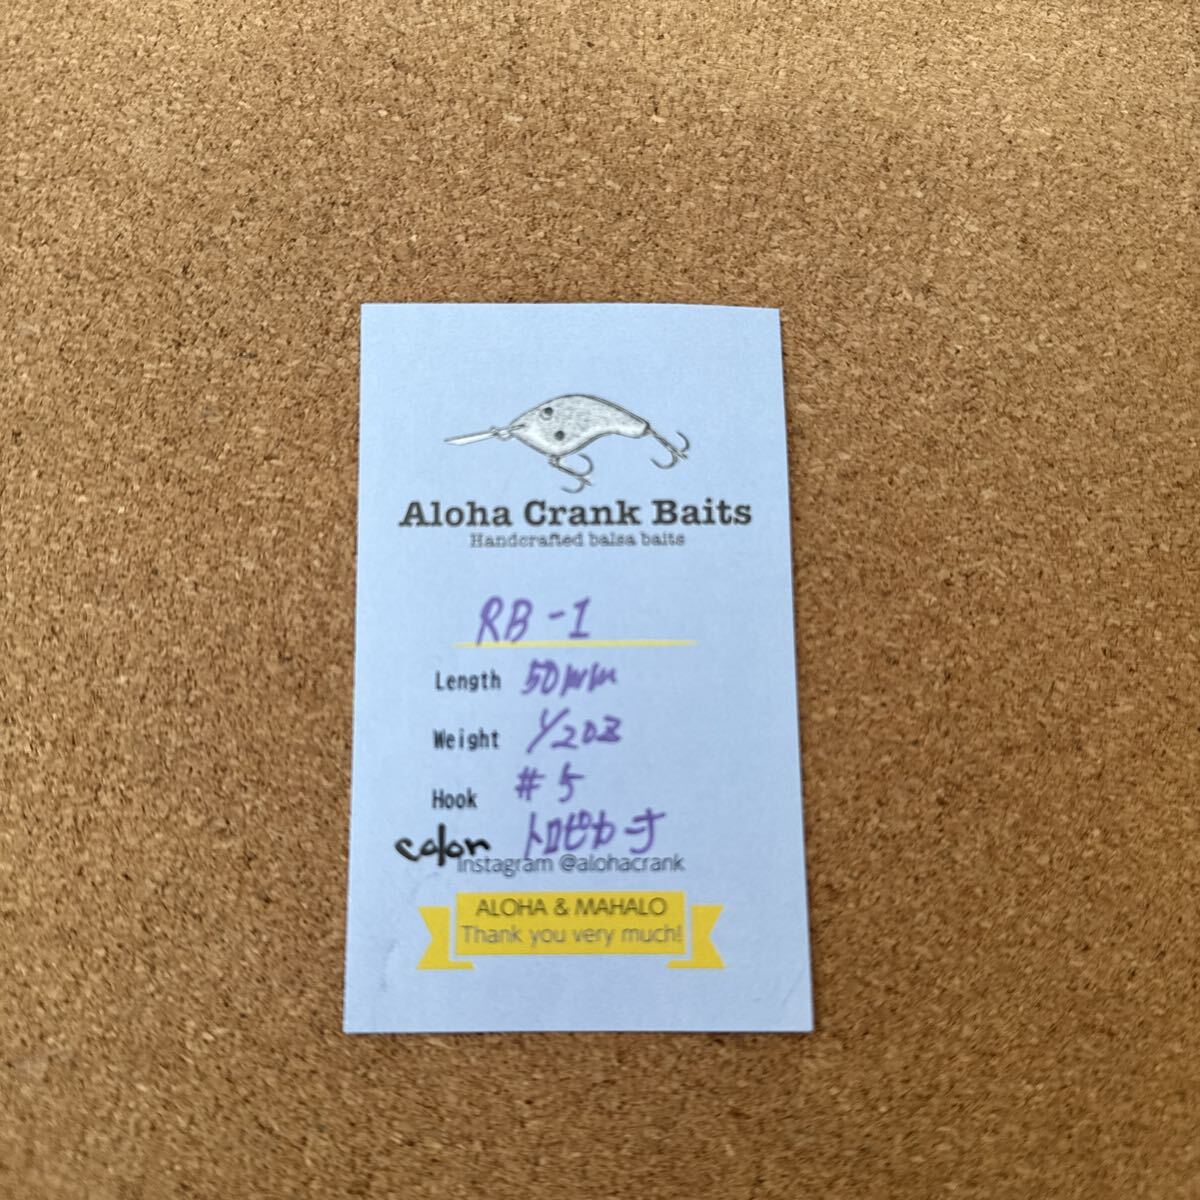 Aloha Crank Baits
Handcrafted balsa baits
RB-1
Length 50mm
Weight 1/2oz
Hook #5
color トロピカーナ
Instagram @alohacrank
ALOHA & MAHALO
Thank you very much!